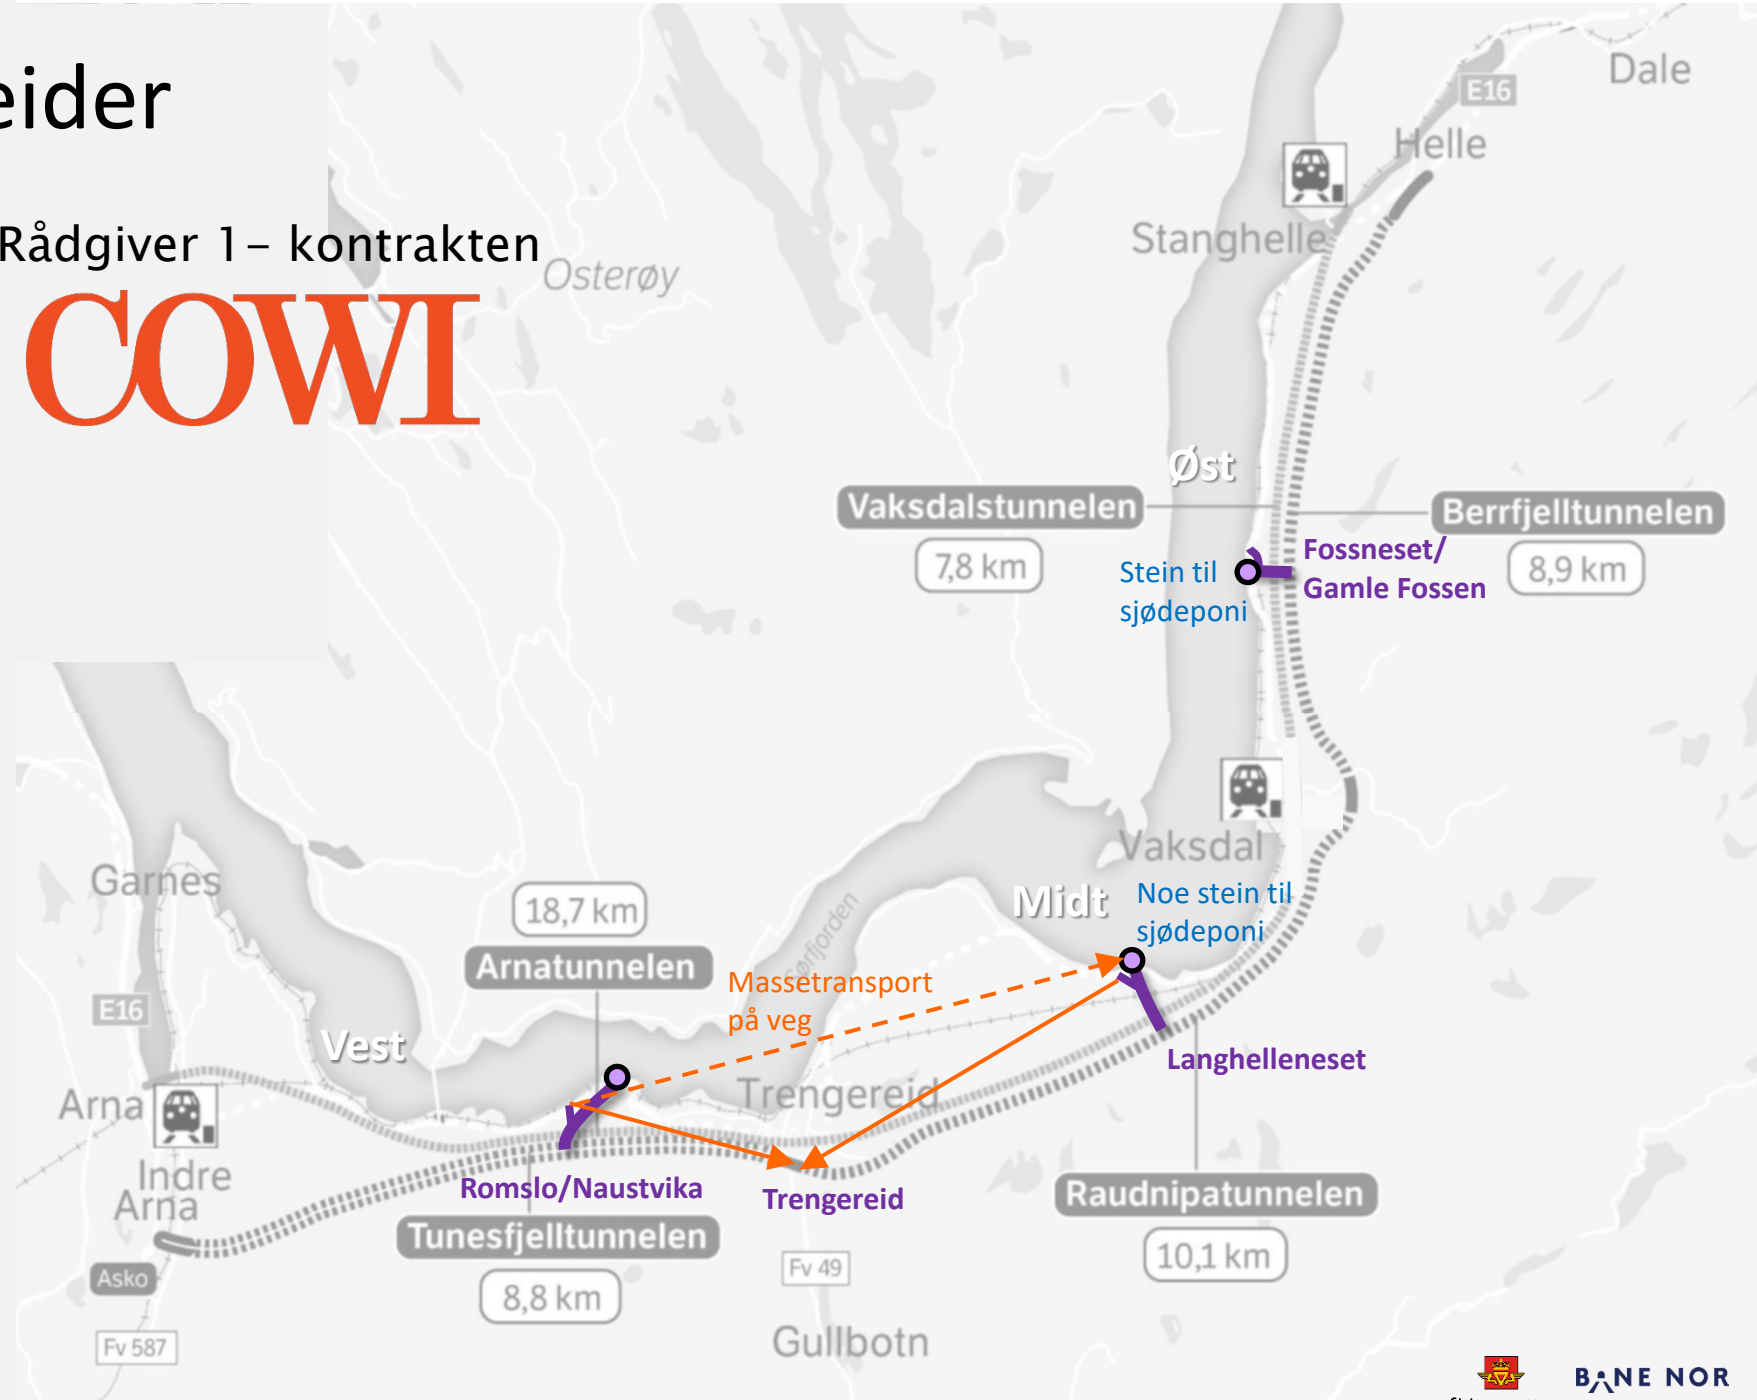 eider
Rådgiver 1– kontrakten
COWI
Osterøy
Dale
E16
Helle
Stanghelle
Øst
Vaksdalstunnelen
7,8 km
Berrfjelltunnelen
8,9 km
Stein til
sjødeponi
Fossneset/
Gamle Fossen
Vaksdal
Midt
Noe stein til
sjødeponi
Garnes
18,7 km
Arnatunnelen
Sørfjorden
Massetransport
på veg
E16
Vest
Langhelleneset
Arna
Trengereid
Indre
Arna
Romslo/Naustvika
Trengereid
Raudnipatunnelen
10,1 km
Tunesfjelltunnelen
8,8 km
Asko
Fv 49
Fv 587
Gullbotn
BANE NOR